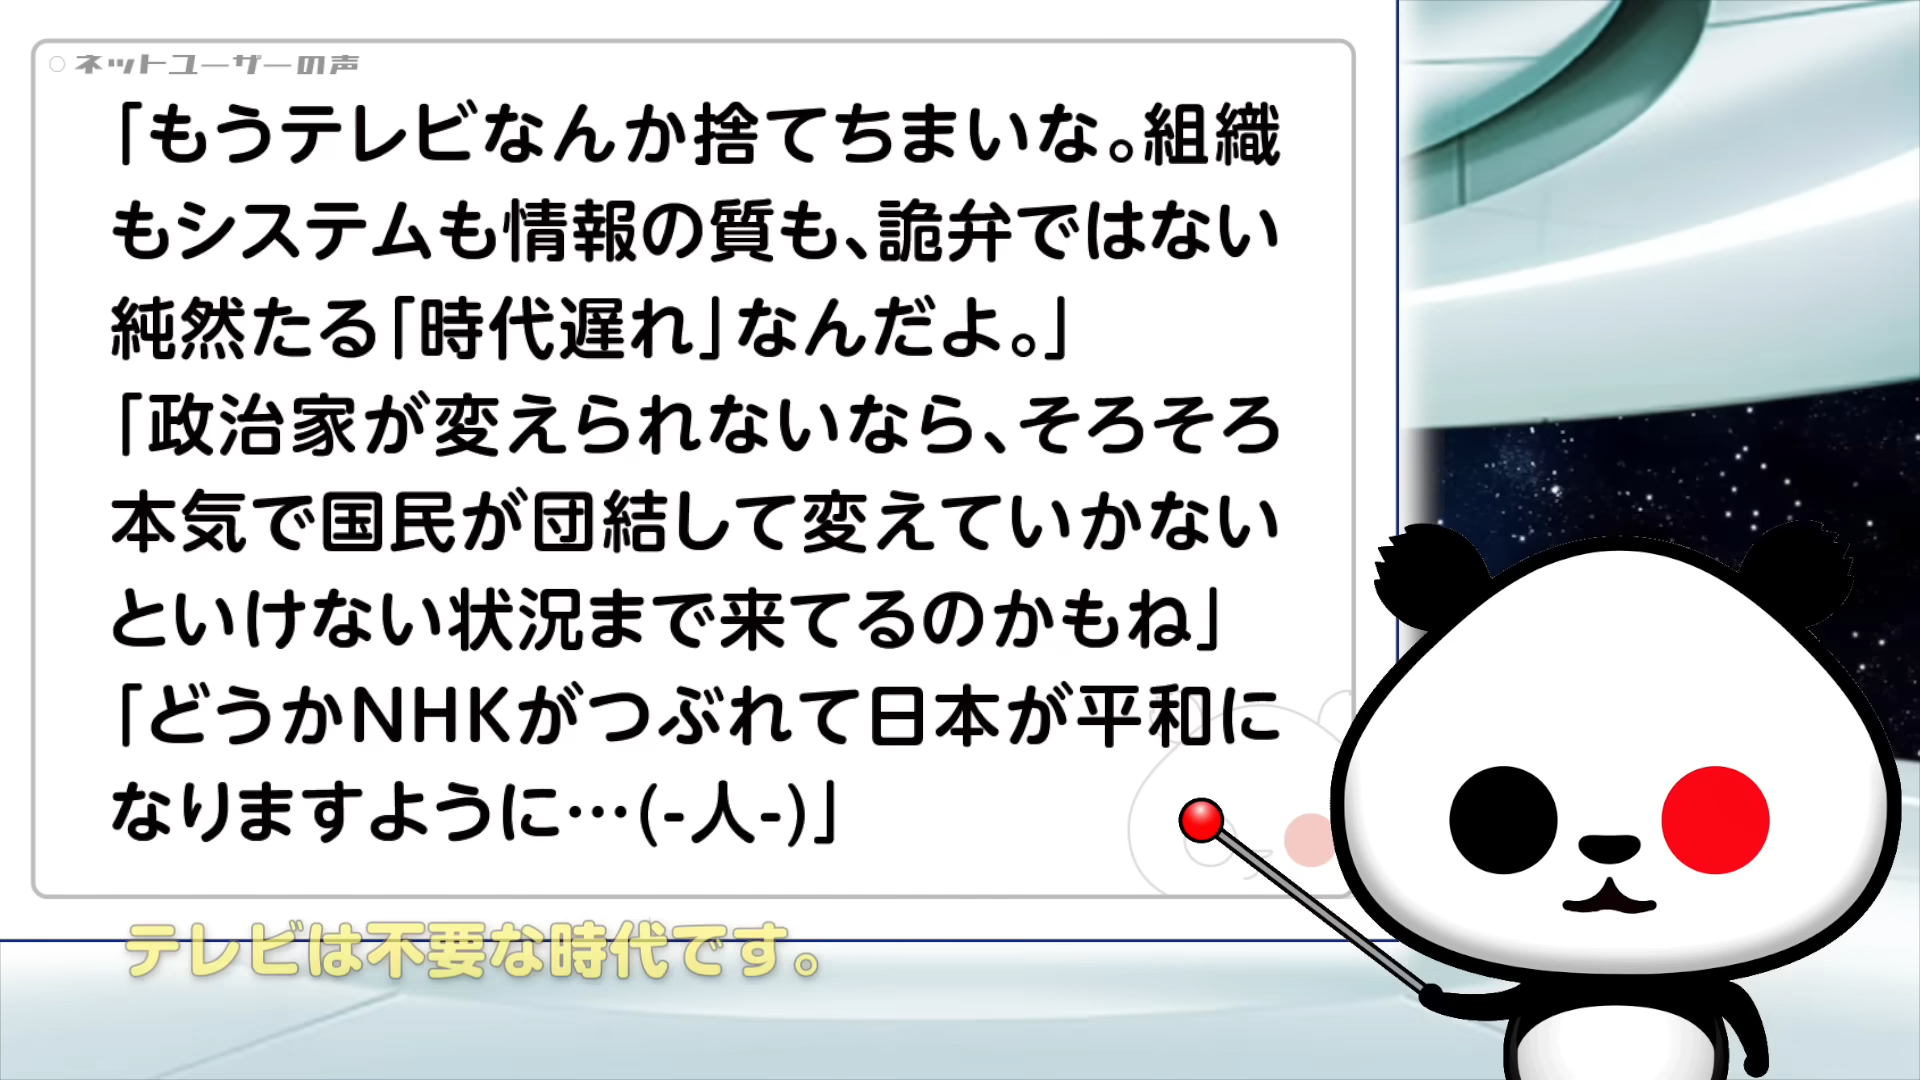 ○ネットユーザーの声
「もうテレビなんか捨てちまいな。組織
もシステムも情報の質も、詭弁ではない
純然たる「時代遅れ」なんだよ。」
「政治家が変えられないなら、そろそろ
本気で国民が団結して変えていかない
といけない状況まで来てるのかもね」
「どうかNHKがつぶれて日本が平和に
なりますように…(-人-)」
テレビは不要な時代です。